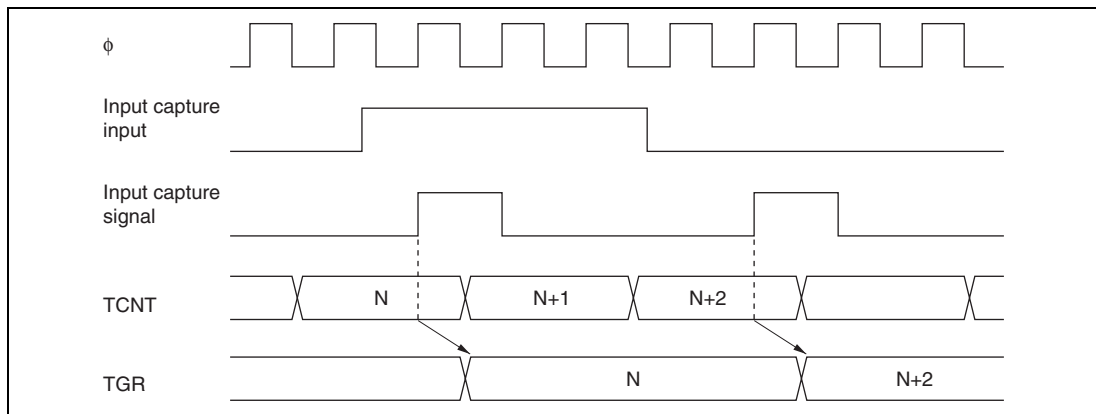 ϕ
Input capture
input
Input capture
signal
TCNT
N
N+1
N+2
TGR
N
N+2